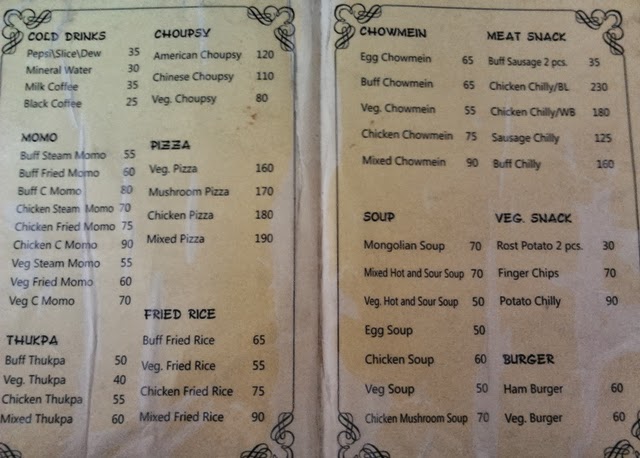 COLD DRINKS
Pepsi\Slice\Dew 35
Mineral Water 30
Milk Coffee 35
Black Coffee 25
MOMO
Buff Steam Momo 55
Buff Fried Momo 60
Buff C Momo 80
Chicken Steam Momo 70
Chicken Fried Momo 75
Chicken C Momo 90
Veg Steam Momo 55
Veg Fried Momo 60
Veg C Momo 70
THUKPA
Buff Thukpa 50
Veg. Thukpa 40
Chicken Thukpa 55
Mixed Thukpa 60
CHOUPSY
American Choupsy 120
Chinese Choupsy 110
Veg. Choupsy 80
PIZZA
Veg. Pizza 160
Mushroom Pizza 170
Chicken Pizza 180
Mixed Pizza 190
FRIED RICE
Buff Fried Rice 65
Veg. Fried Rice 55
Chicken Fried Rice 75
Mixed Fried Rice 90
CHOWMEIN
Egg Chowmein 65
Buff Chowmein 65
Veg. Chowmein 55
Chicken Chowmein 75
Mixed Chowmein 90
SOUP
Mongolian Soup 70
Mixed Hot and Sour Soup 70
Veg. Hot and Sour Soup 50
Egg Soup 50
Chicken Soup 60
Veg Soup 50
Chicken Mushroom Soup 70
MEAT SNACK
Buff Sausage 2 pcs. 35
Chicken Chilly/BL 230
Chicken Chilly/WB 180
Sausage Chilly 125
Buff Chilly 160
VEG. SNACK
Rost Potato 2 pcs. 30
Finger Chips 70
Potato Chilly 90
BURGER
Ham Burger 60
Veg. Burger 60